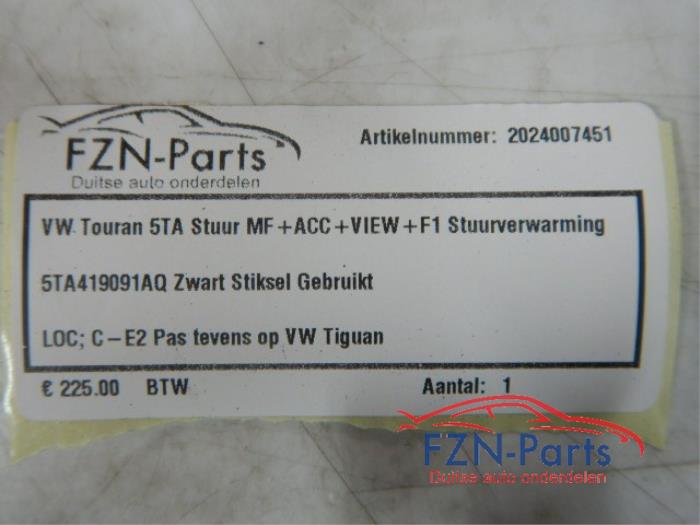 Artikelnummer: 2024007451
FZN-Parts
Duitse auto onderdelen
VW Touran 5TA Stuur MF+ACC+VIEW+F1 Stuurverwarming
5TA419091AQ Zwart Stiksel Gebruikt
LOC; C-E2 Pas tevens op VW Tiguan
€ 225.00 BTW Aantal: 1
FZN-Parts
Duitse auto onderdelen